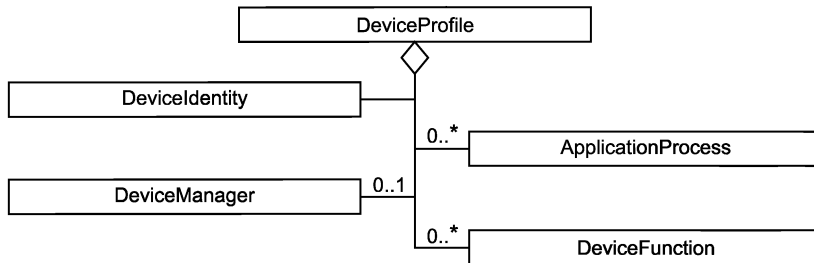 DeviceProfile
DeviceIdentity
0..*
ApplicationProcess
DeviceManager
0..1
0..*
DeviceFunction